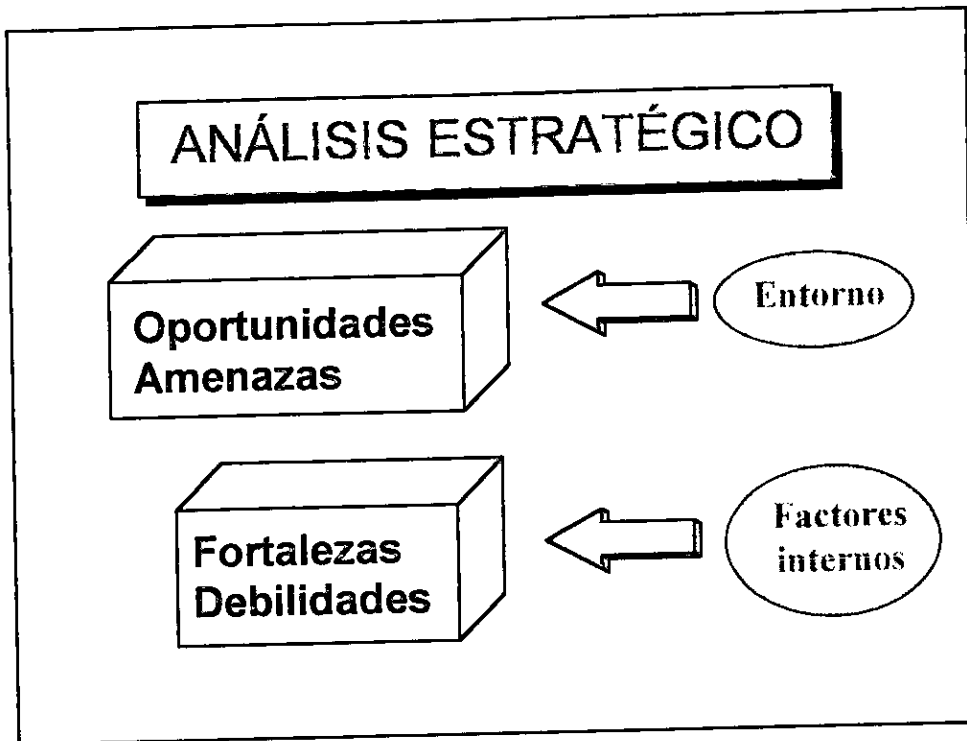 ANÁLISIS ESTRATÉGICO
Oportunidades
Amenazas
Entorno
Fortalezas
Debilidades
Factores
internos